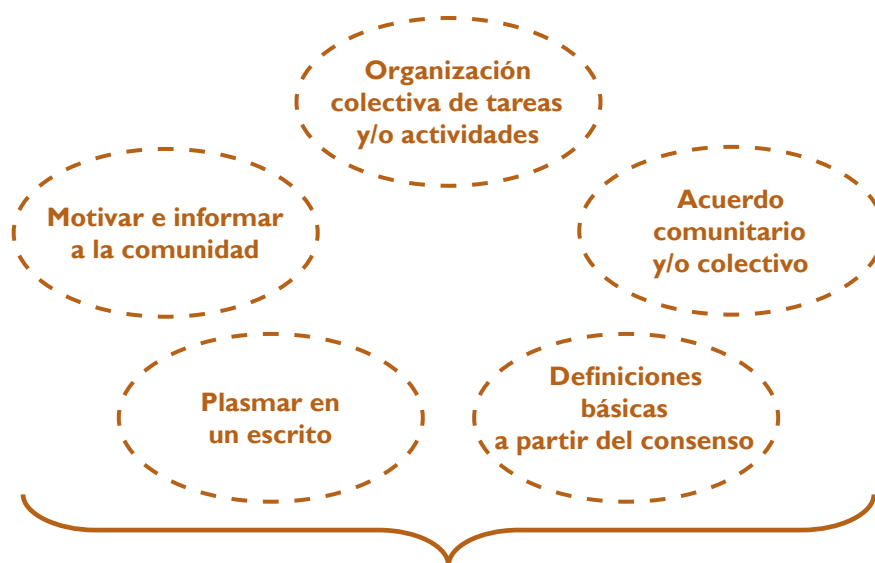 Organización
colectiva de tareas
y/o actividades
Motivar e informar
a la comunidad
Acuerdo
comunitario
y/o colectivo
Plasmar en
un escrito
Definiciones
básicas
a partir del consenso